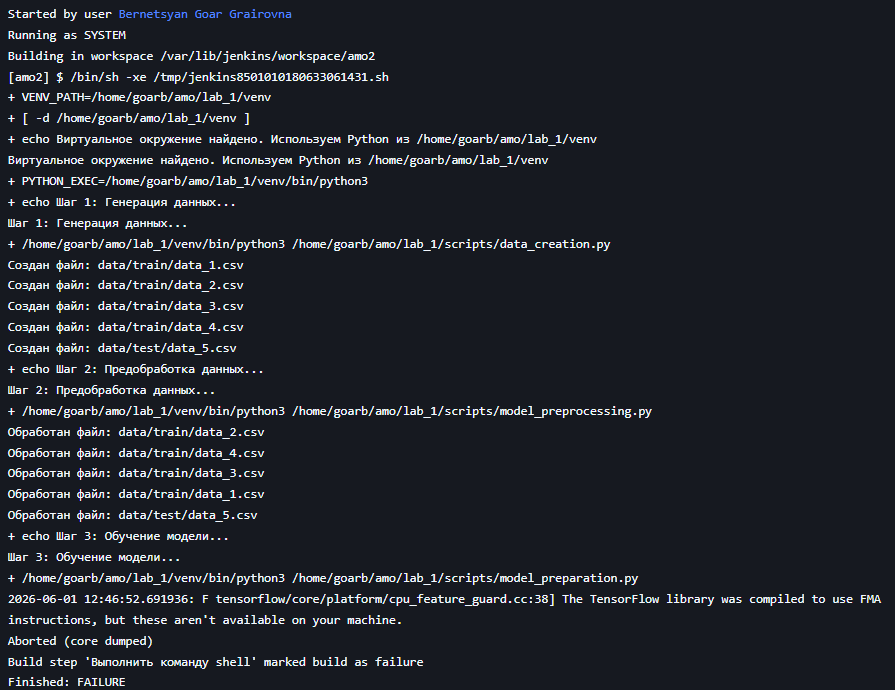 Started by user Bernetsyan Goar Grairovna
Running as SYSTEM
Building in workspace /var/lib/jenkins/workspace/amo2
[amo2] $ /bin/sh -xe /tmp/jenkins8501010180633061431.sh
+ VENV_PATH=/home/goarb/amo/lab_1/venv
+ [ -d /home/goarb/amo/lab_1/venv ]
+ echo Виртуальное окружение найдено. Используем Python из /home/goarb/amo/lab_1/venv
Виртуальное окружение найдено. Используем Python из /home/goarb/amo/lab_1/venv
+ PYTHON_EXEC=/home/goarb/amo/lab_1/venv/bin/python3
+ echo Шаг 1: Генерация данных...
Шаг 1: Генерация данных...
+ /home/goarb/amo/lab_1/venv/bin/python3 /home/goarb/amo/lab_1/scripts/data_creation.py
Создан файл: data/train/data_1.csv
Создан файл: data/train/data_2.csv
Создан файл: data/train/data_3.csv
Создан файл: data/train/data_4.csv
Создан файл: data/test/data_5.csv
+ echo Шаг 2: Предобработка данных...
Шаг 2: Предобработка данных...
+ /home/goarb/amo/lab_1/venv/bin/python3 /home/goarb/amo/lab_1/scripts/model_preprocessing.py
Обработан файл: data/train/data_2.csv
Обработан файл: data/train/data_4.csv
Обработан файл: data/train/data_3.csv
Обработан файл: data/train/data_1.csv
Обработан файл: data/test/data_5.csv
+ echo Шаг 3: Обучение модели...
Шаг 3: Обучение модели...
+ /home/goarb/amo/lab_1/venv/bin/python3 /home/goarb/amo/lab_1/scripts/model_preparation.py
2026-06-01 12:46:52.691936: F tensorflow/core/platform/cpu_feature_guard.cc:38] The TensorFlow library was compiled to use FMA
instructions, but these aren't available on your machine.
Aborted (core dumped)
Build step 'Выполнить команду shell' marked build as failure
Finished: FAILURE